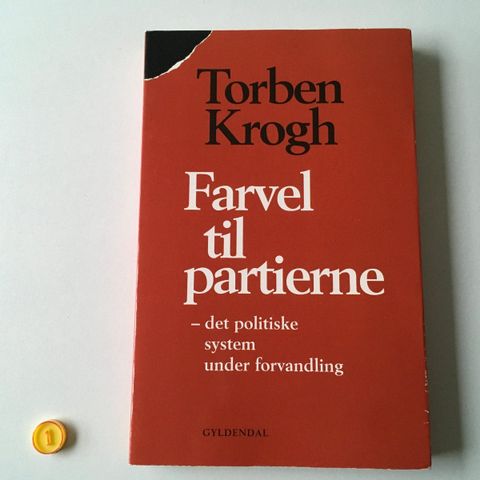 Torben
Krogh
Farvel
til
partierne
– det politiske
system
under forvandling
GYLDENDAL
1